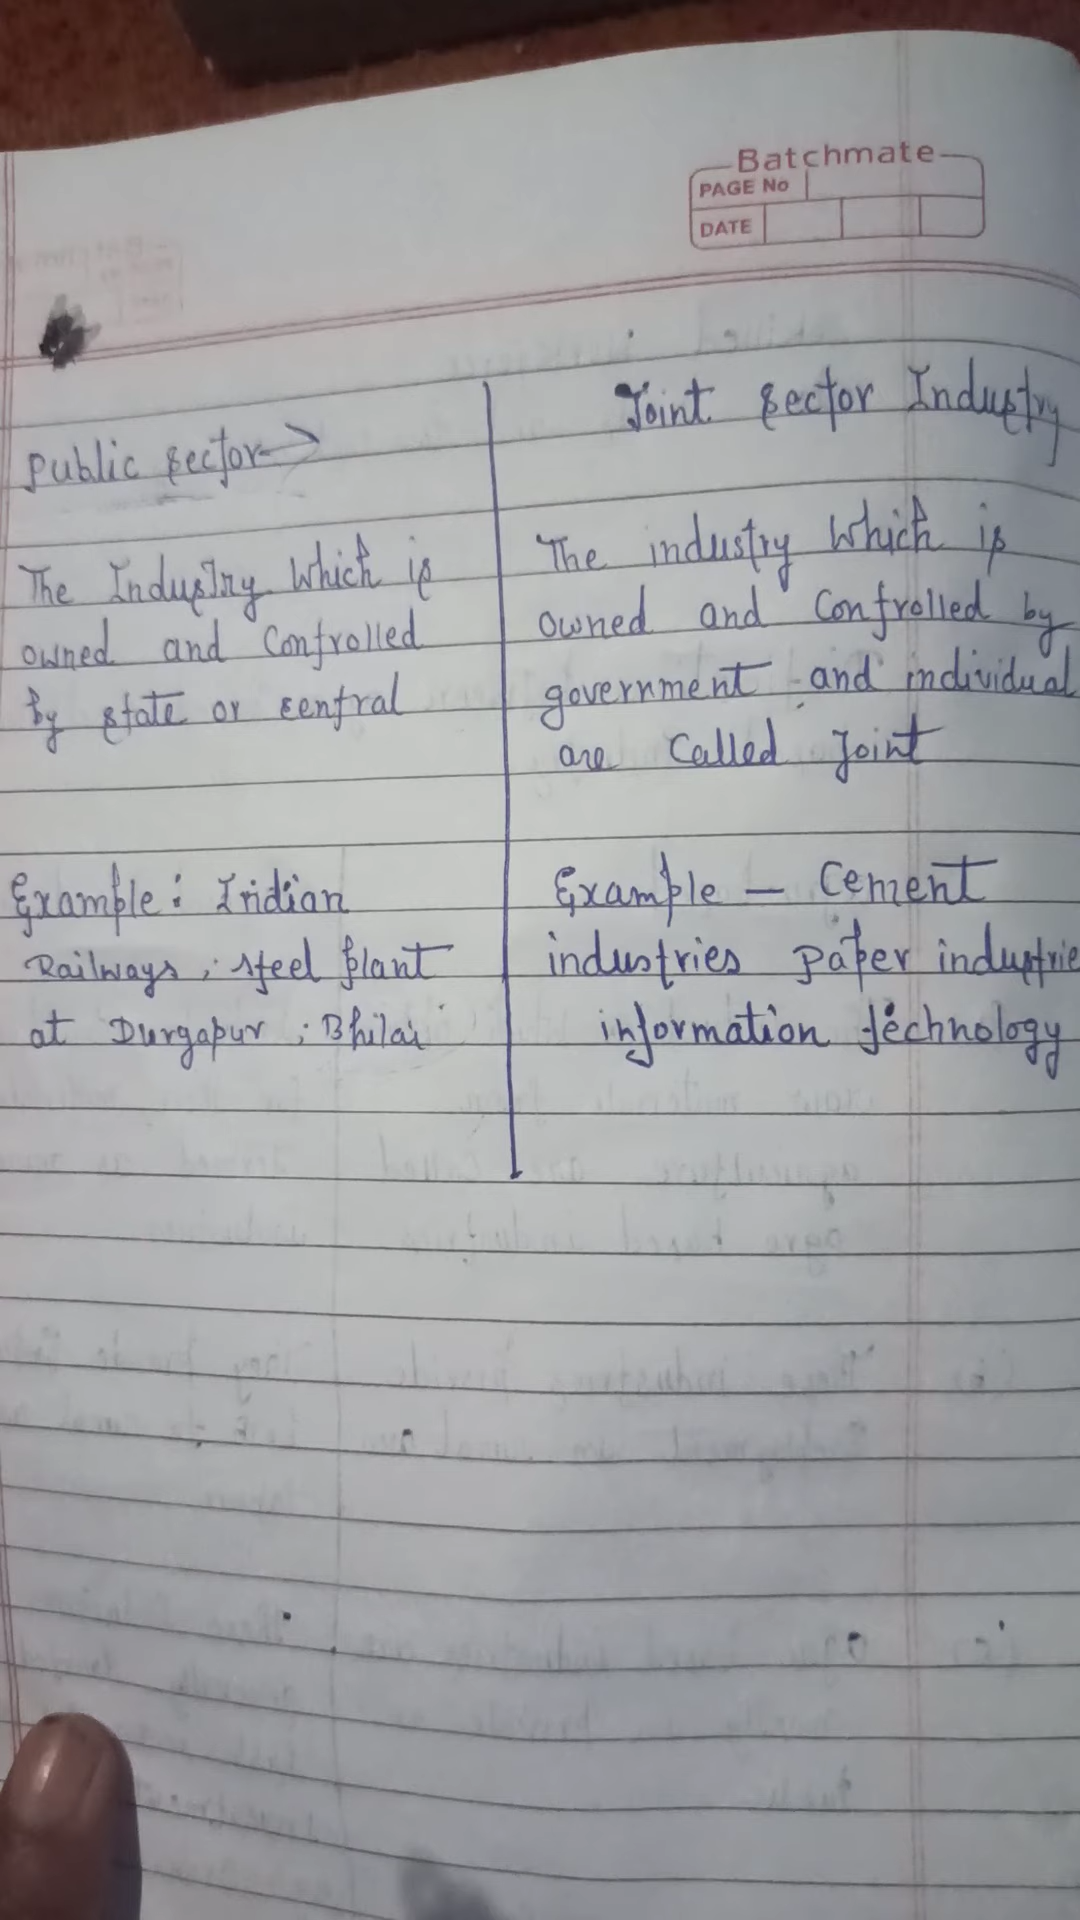 Batchmate
PAGE No
DATE
Public sector →
The Industry which is
owned and controlled
by state or central
Example: Indian
Railways, steel plant
at Durgapur, Bhilai
Joint sector Industry
The industry which is
owned and controlled by
government and individual
are called joint
Example — Cement
industries paper industrie
information technology